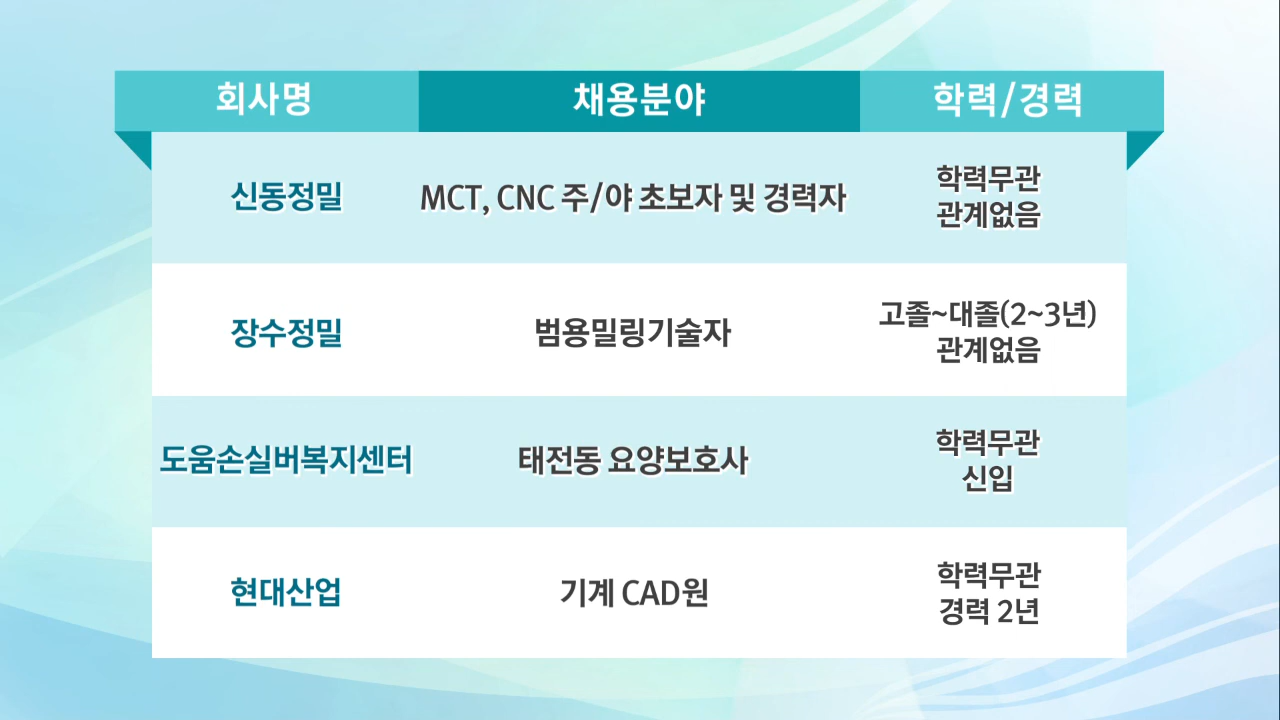 회사명 채용분야 학력/경력
신동정밀 MCT, CNC 주/야 초보자 및 경력자 학력무관
관계없음
장수정밀 범용밀링기술자 고졸~대졸(2~3년)
관계없음
도움손실버복지센터 태전동 요양보호사 학력무관
신입
현대산업 기계 CAD원 학력무관
경력 2년